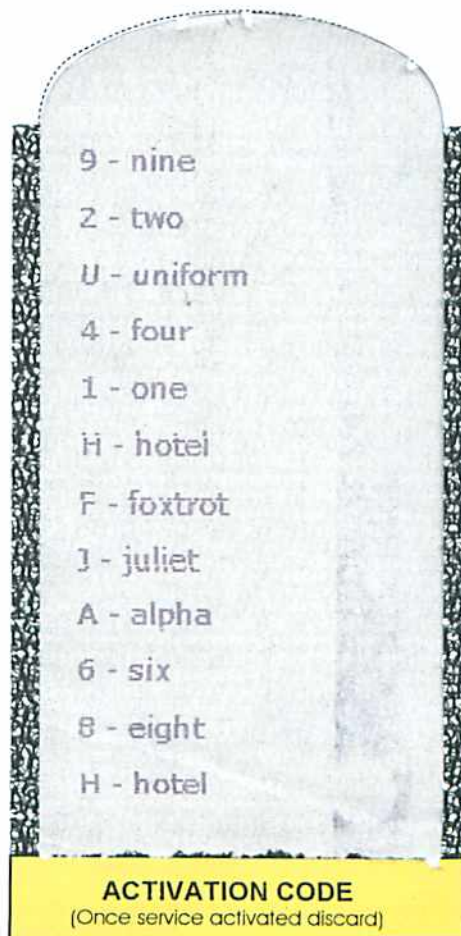 9 - nine
2 - two
U - uniform
4 - four
1 - one
H - hotel
F - foxtrot
J - juliet
A - alpha
6 - six
8 - eight
H - hotel
ACTIVATION CODE
(Once service activated discard)